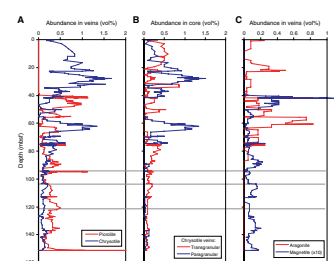 A Abundance in veins (vol%)
B Abundance in core (vol%)
C Abundance in veins (vol%)
0 0.5 1 1.5 2
0 0.5 1 1.5 2
0 0.2 0.4 0.6 0.8 1
0
20
40
60
80
100
120
140
Depth (mbsf)
Picrolite
Chrysotile
Chrysotile veins:
Transgranular
Paragranular
Aragonite
Magnetite (x10)